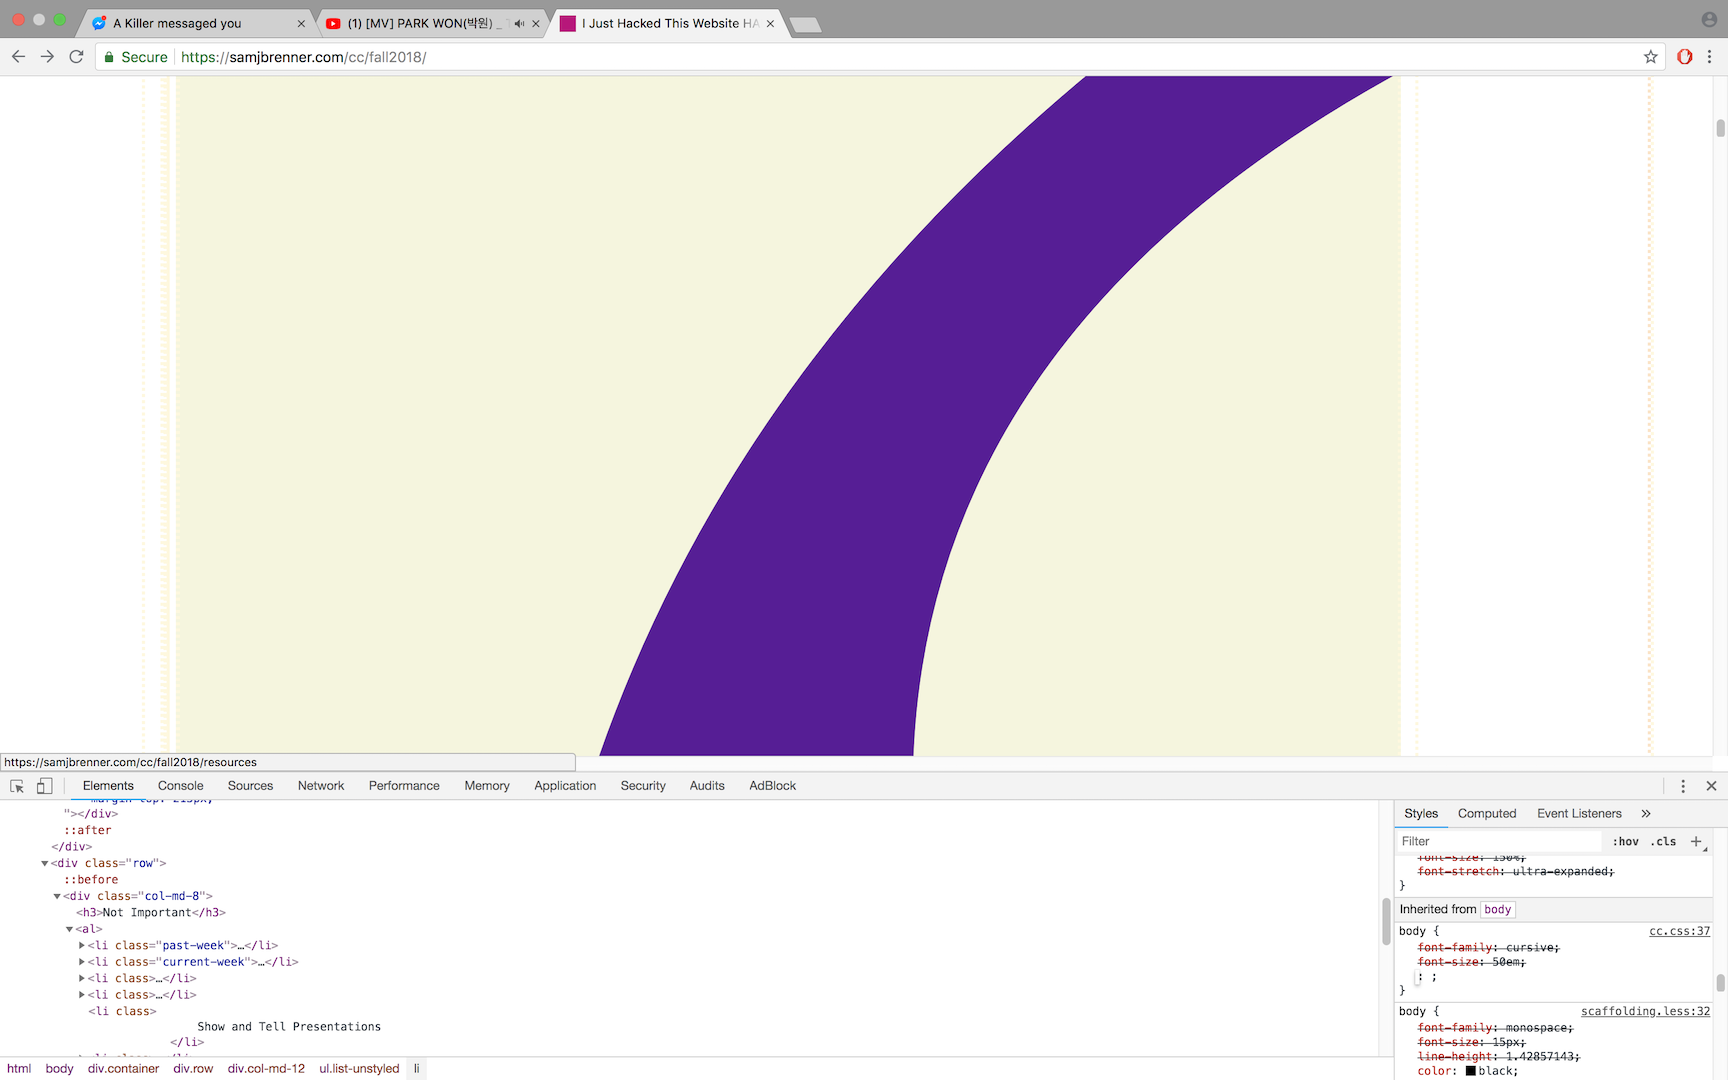 A Killer messaged you
(1) [MV] PARK WON(박원) _
I Just Hacked This Website HA
Secure
https://samjbrenner.com/cc/fall2018/
https://samjbrenner.com/cc/fall2018/resources
Elements Console Sources Network Performance Memory Application Security Audits AdBlock
margin-top: 215px;
"></div>
::after
</div>
<div class="row">
::before
<div class="col-md-8">
<h3>Not Important</h3>
<al>
<li class="past-week">…</li>
<li class="current-week">…</li>
<li class>…</li>
<li class>…</li>
<li class>
Show and Tell Presentations
</li>
html body div.container div.row div.col-md-12 ul.list-unstyled li
Styles Computed Event Listeners »
Filter :hov .cls +
font-size: 150%;
font-stretch: ultra-expanded;
}
Inherited from body
body { cc.css:37
font-family: cursive;
font-size: 50em;
: ;
}
body { scaffolding.less:32
font-family: monospace;
font-size: 15px;
line-height: 1.42857143;
color: black;